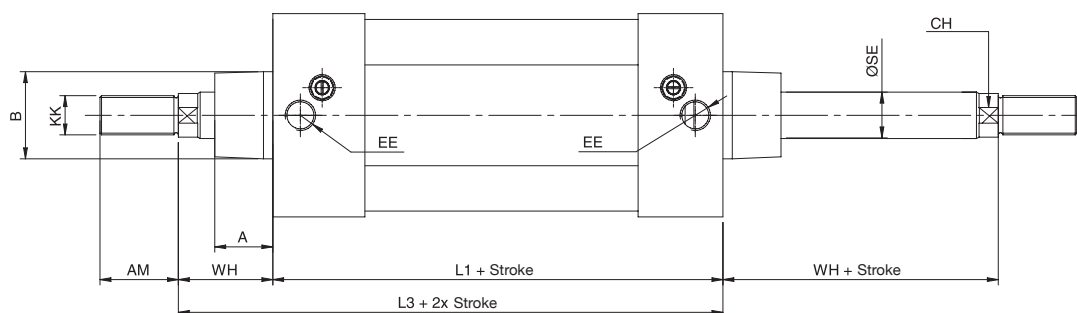 CH
ØSE
B
KK
EE
EE
A
AM
WH
L1 + Stroke
WH + Stroke
L3 + 2x Stroke